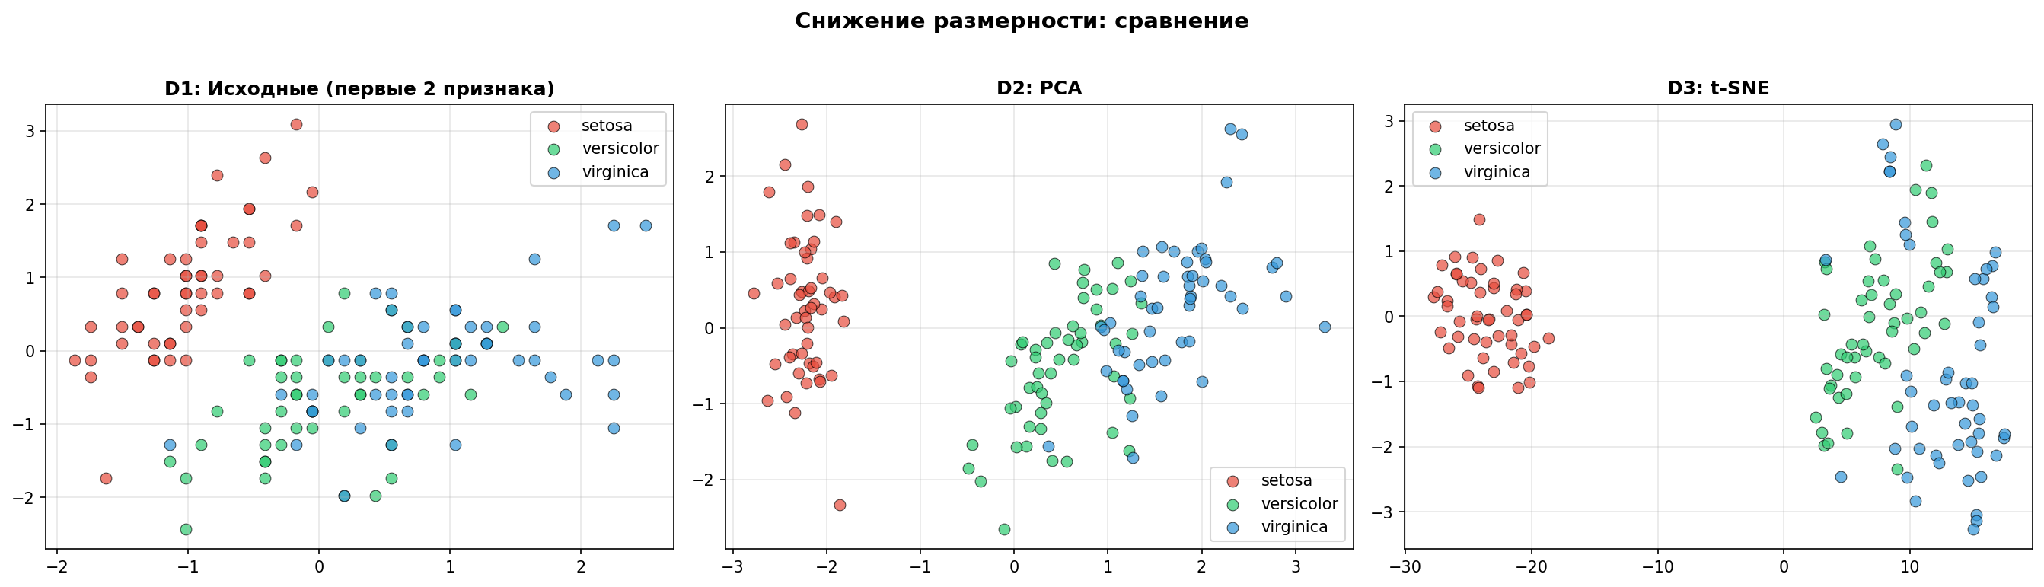 Снижение размерности: сравнение
D1: Исходные (первые 2 признака)
3
2
1
0
−1
−2
−2 −1 0 1 2
setosa
versicolor
virginica
D2: PCA
2
1
0
−1
−2
−3 −2 −1 0 1 2 3
setosa
versicolor
virginica
D3: t-SNE
3
2
1
0
−1
−2
−3
−30 −20 −10 0 10
setosa
versicolor
virginica